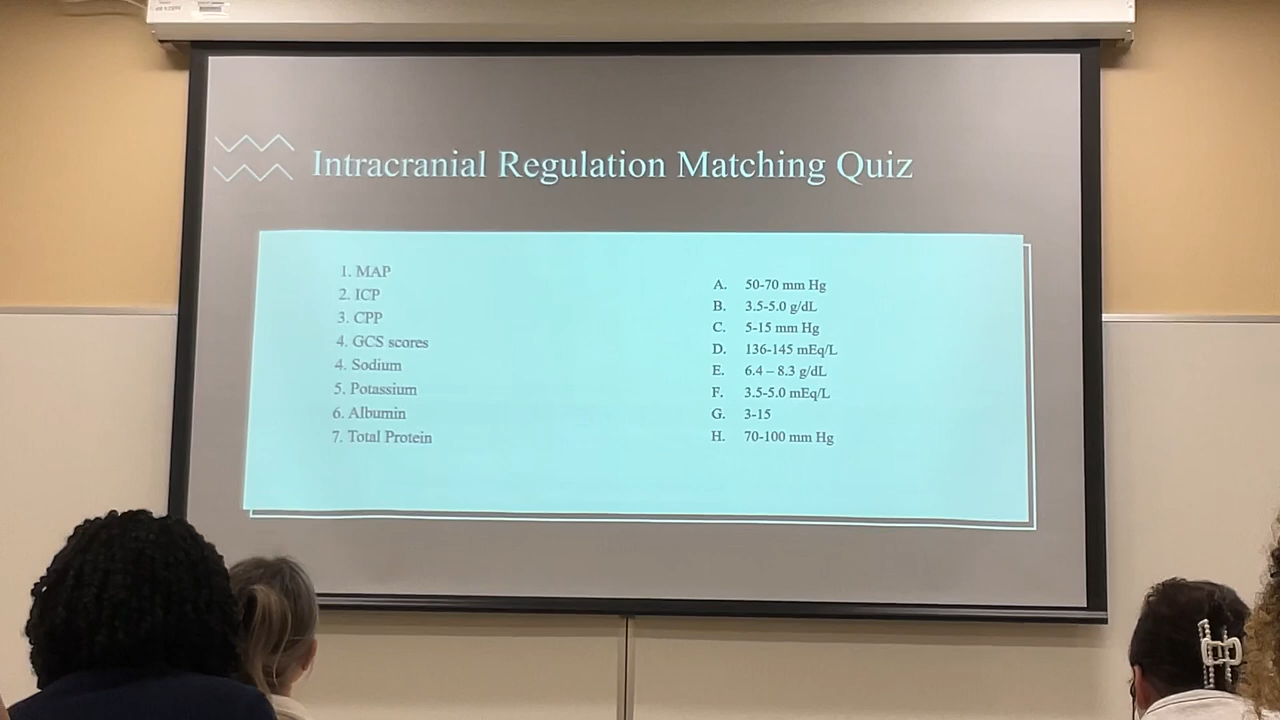 Intracranial Regulation Matching Quiz
1. MAP
2. ICP
3. CPP
4. GCS scores
4. Sodium
5. Potassium
6. Albumin
7. Total Protein
A. 50-70 mm Hg
B. 3.5-5.0 g/dL
C. 5-15 mm Hg
D. 136-145 mEq/L
E. 6.4 – 8.3 g/dL
F. 3.5-5.0 mEq/L
G. 3-15
H. 70-100 mm Hg